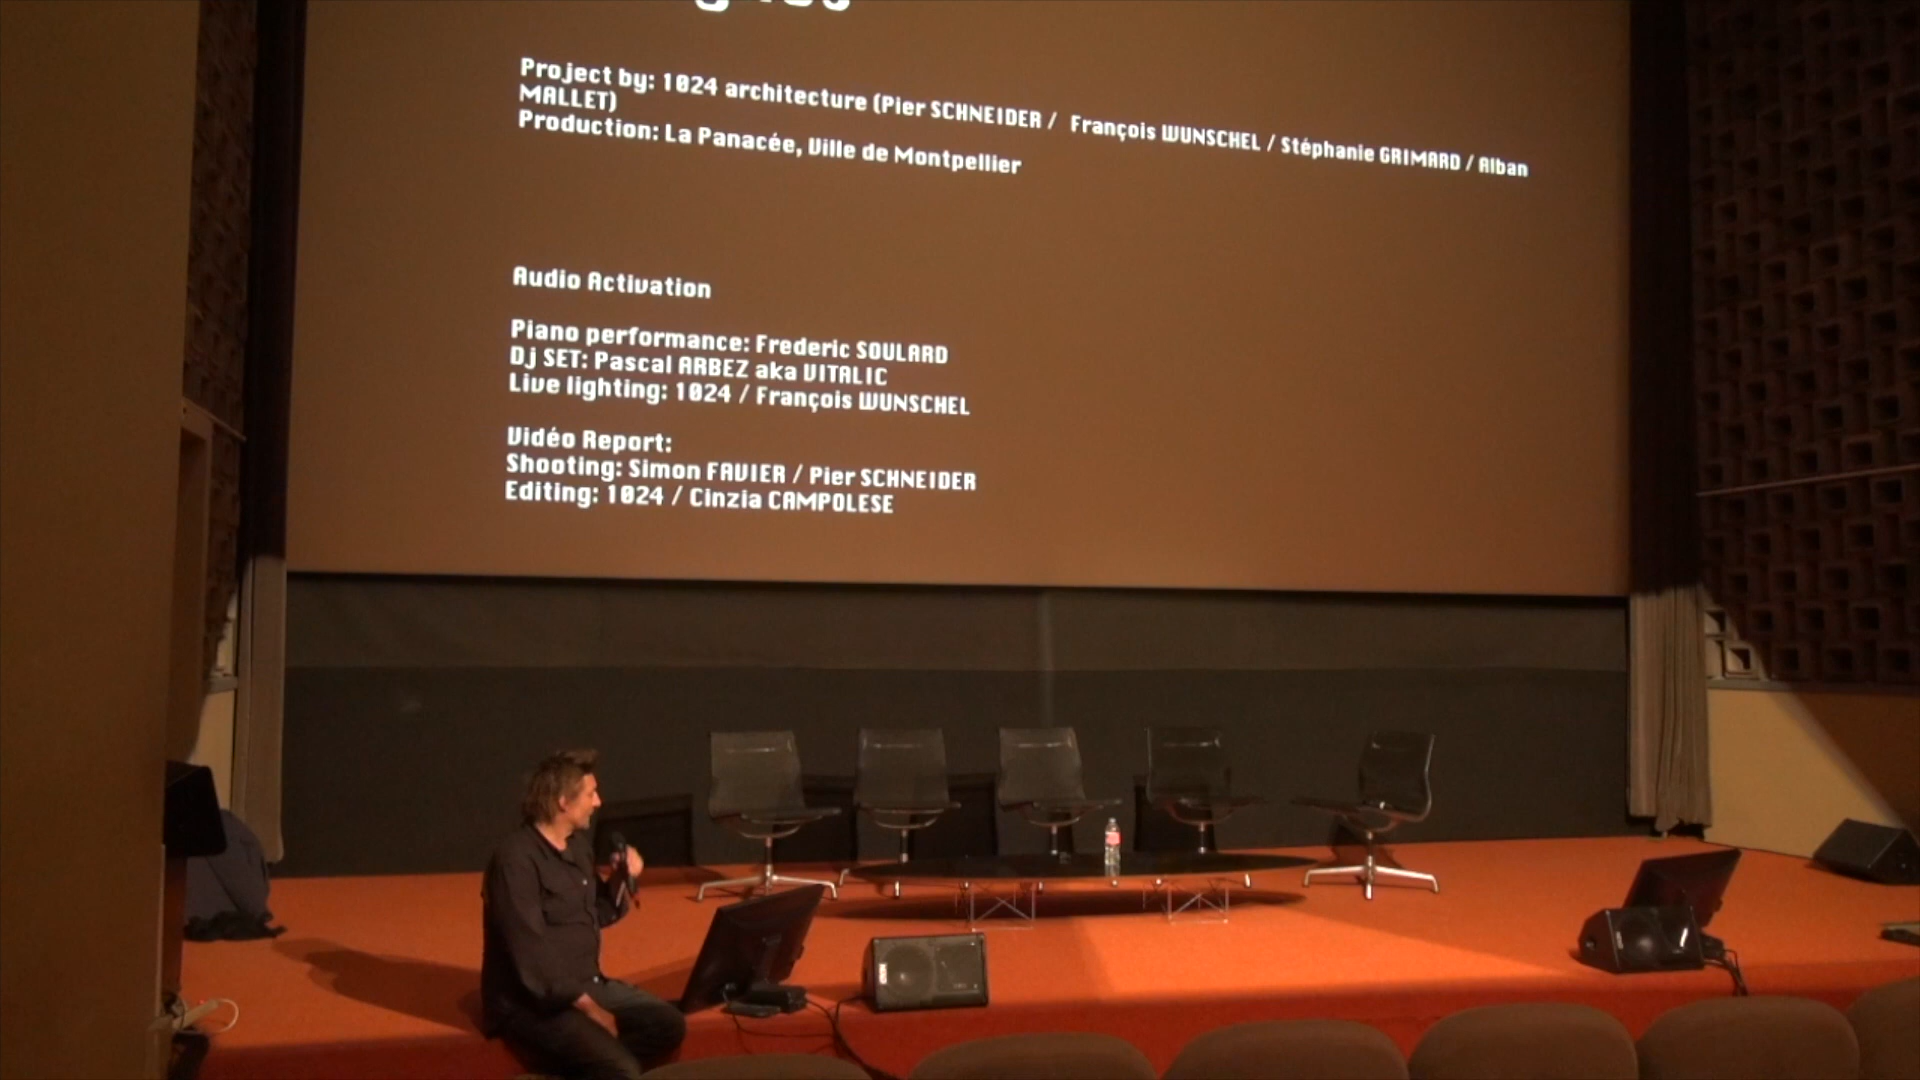 Project by: 1024 architecture (Pier SCHNEIDER / François WUNSCHEL / Stéphanie GRIMARD / Alban
MALLET)
Production: La Panacée, Ville de Montpellier
Audio Activation
Piano performance: Frederic SOULARD
Dj SET: Pascal ARBEZ aka VITALIC
Live lighting: 1024 / François WUNSCHEL
Vidéo Report:
Shooting: Simon FAVIER / Pier SCHNEIDER
Editing: 1024 / Cinzia CAMPOLESE